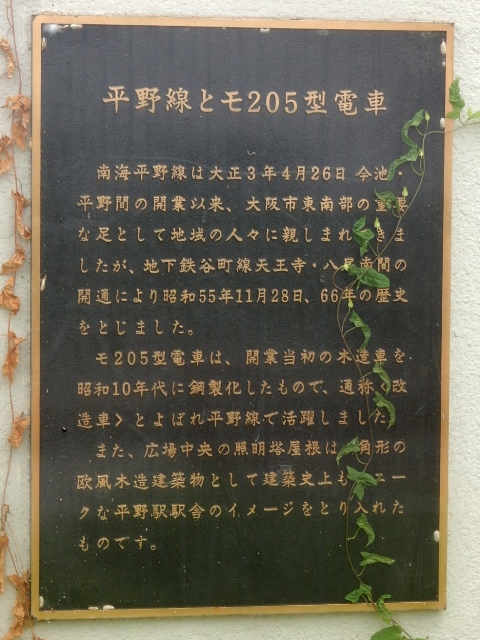 平野線とモ205型電車
南海平野線は大正3年4月26日 今池・
平野間の開業以来、大阪市東南部の重要
な足として地域の人々に親しまれ きま
したが、地下鉄谷町線天王寺・八尾南間の
開通により昭和55年11月28日、66年の歴史
をとじました。
モ205型電車は、開業当初の木造車を
昭和10年代に鋼製化したもので、通称〈改
造車〉とよばれ平野線で活躍しました
また、広場中央の照明塔屋根は 角形の
欧風木造建築物として建築史上も ニー
クな平野駅駅舎のイメージをとり入れた
ものです。